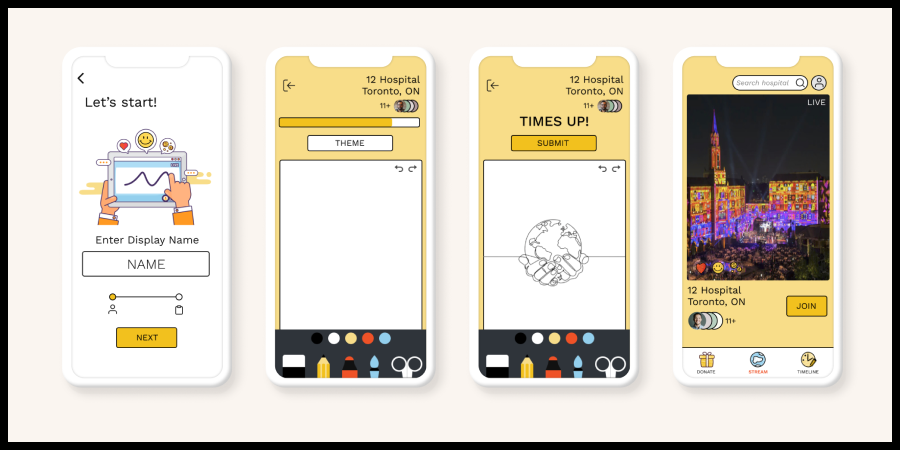 Let's start!
Enter Display Name
NAME
NEXT
12 Hospital
Toronto, ON
11+
THEME
12 Hospital
Toronto, ON
11+
TIMES UP!
SUBMIT
Search hospital
LIVE
12 Hospital
Toronto, ON
11+
JOIN
DONATE
STREAM
TIMELINE